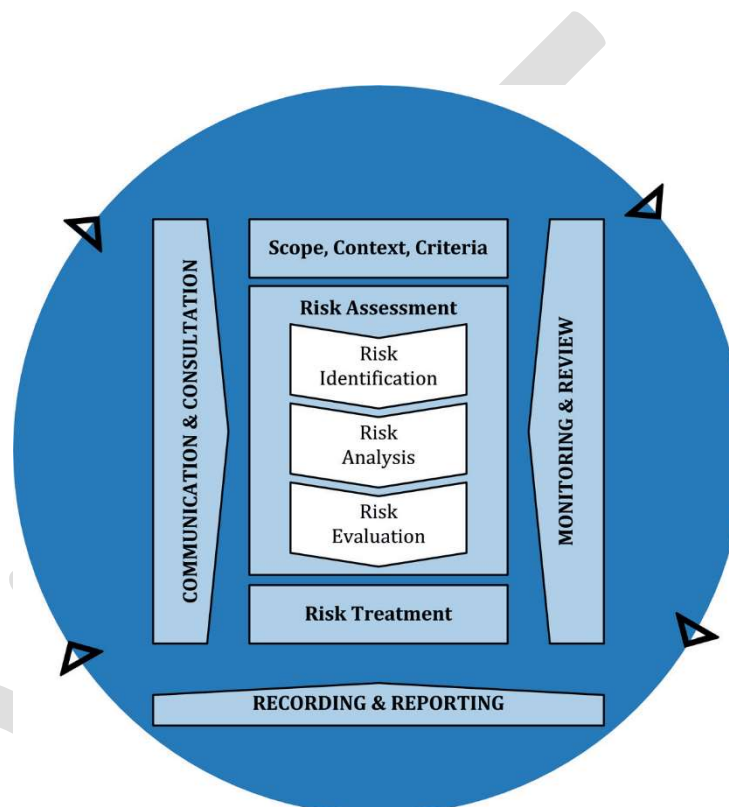 Scope, Context, Criteria
COMMUNICATION & CONSULTATION
Risk Assessment
Risk
Identification
Risk
Analysis
Risk
Evaluation
MONITORING & REVIEW
Risk Treatment
RECORDING & REPORTING